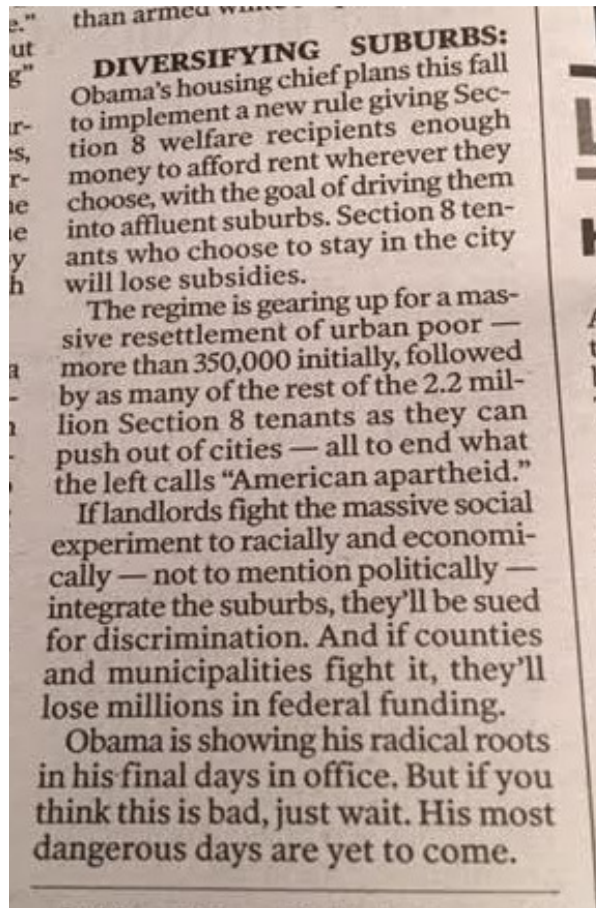 than armed
DIVERSIFYING SUBURBS:
Obama's housing chief plans this fall
to implement a new rule giving Sec-
tion 8 welfare recipients enough
money to afford rent wherever they
choose, with the goal of driving them
into affluent suburbs. Section 8 ten-
ants who choose to stay in the city
will lose subsidies.
The regime is gearing up for a mas-
sive resettlement of urban poor —
more than 350,000 initially, followed
by as many of the rest of the 2.2 mil-
lion Section 8 tenants as they can
push out of cities — all to end what
the left calls “American apartheid.”
If landlords fight the massive social
experiment to racially and economi-
cally — not to mention politically —
integrate the suburbs, they'll be sued
for discrimination. And if counties
and municipalities fight it, they'll
lose millions in federal funding.
Obama is showing his radical roots
in his final days in office. But if you
think this is bad, just wait. His most
dangerous days are yet to come.